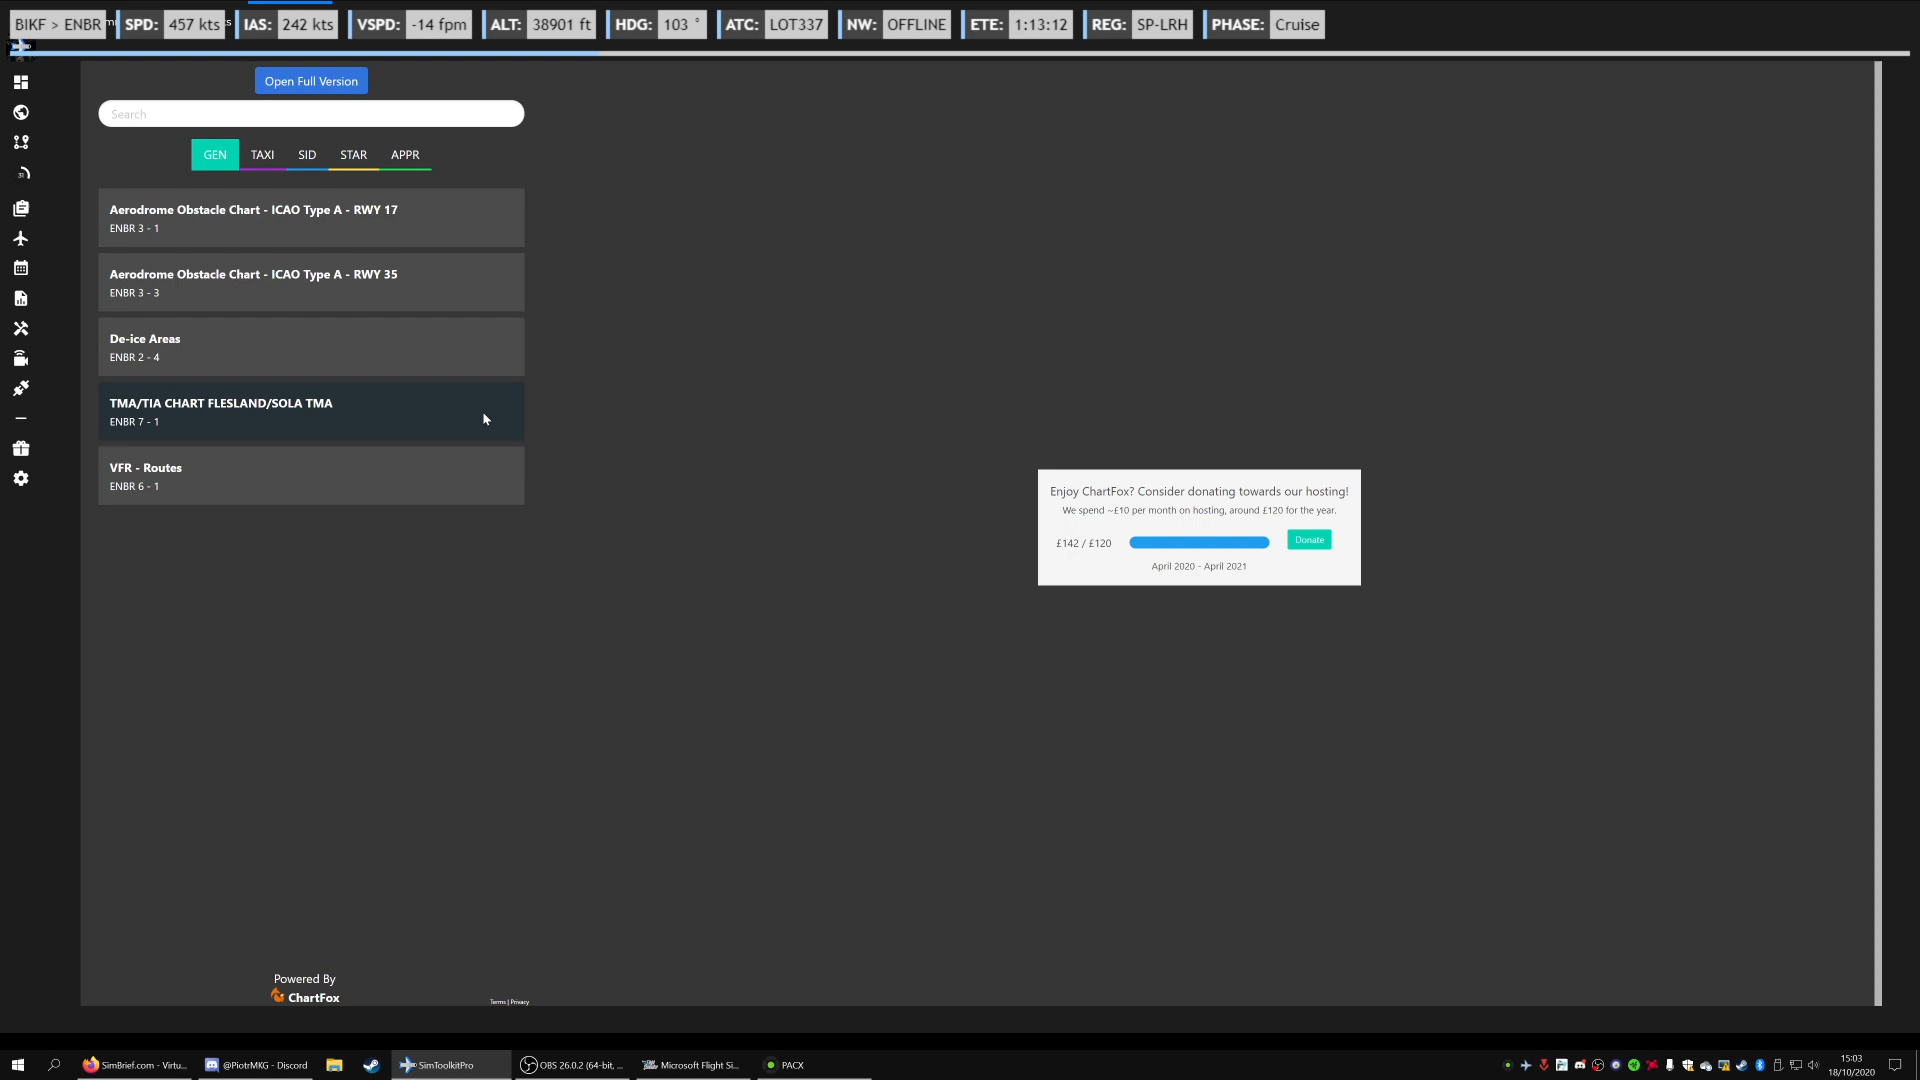 BIKF > ENBR SPD: 457 kts IAS: 242 kts VSPD: -14 fpm ALT: 38901 ft HDG: 103 ° ATC: LOT337 NW: OFFLINE ETE: 1:13:12 REG: SP-LRH PHASE: Cruise
Open Full Version
Search
GEN TAXI SID STAR APPR
Aerodrome Obstacle Chart - ICAO Type A - RWY 17
ENBR 3 - 1
Aerodrome Obstacle Chart - ICAO Type A - RWY 35
ENBR 3 - 3
De-ice Areas
ENBR 2 - 4
TMA/TIA CHART FLESLAND/SOLA TMA
ENBR 7 - 1
VFR - Routes
ENBR 6 - 1
Enjoy ChartFox? Consider donating towards our hosting!
We spend ~£10 per month on hosting, around £120 for the year.
£142 / £120 Donate
April 2020 - April 2021
Powered By
ChartFox
Terms | Privacy
SimBrief.com - Virtu... @PiotrMKG - Discord SimToolkitPro OBS 26.0.2 (64-bit, ... Microsoft Flight Si... PACX
15:03
18/10/2020